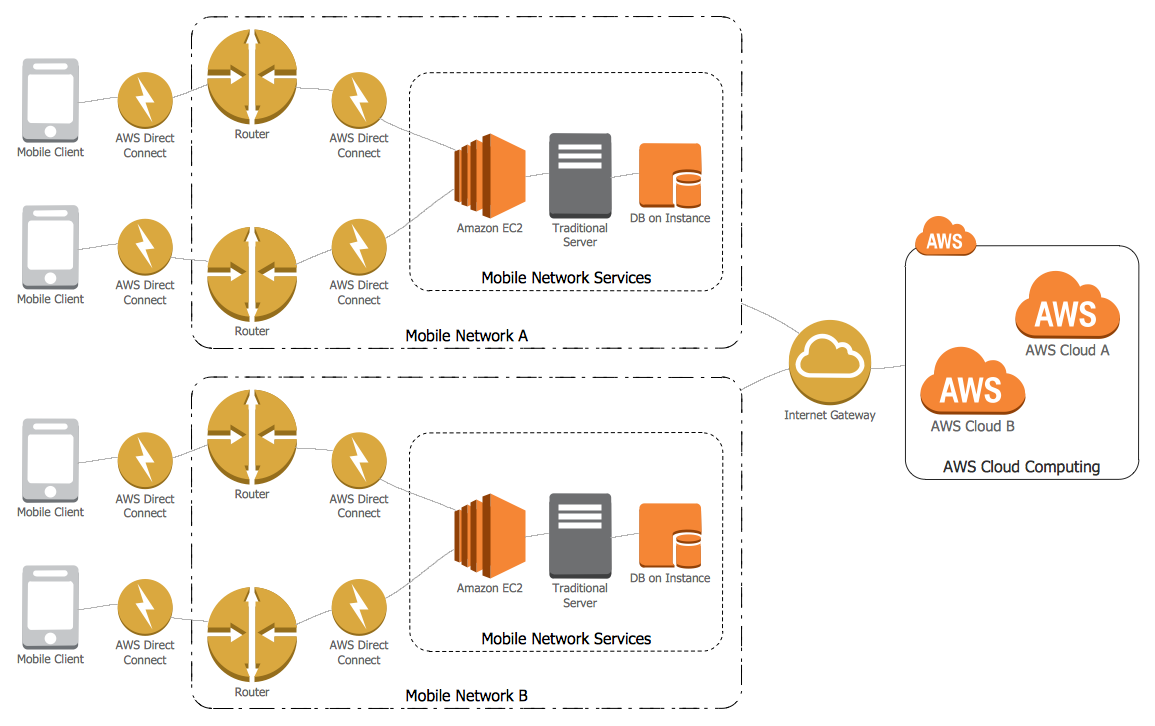 Mobile Client
AWS Direct
Connect
Router
AWS Direct
Connect
Amazon EC2
Traditional
Server
DB on Instance
Mobile Client
AWS Direct
Connect
Router
AWS Direct
Connect
Mobile Network Services
Mobile Network A
Mobile Client
AWS Direct
Connect
Router
AWS Direct
Connect
Amazon EC2
Traditional
Server
DB on Instance
Mobile Client
AWS Direct
Connect
Router
AWS Direct
Connect
Mobile Network Services
Mobile Network B
Internet Gateway
AWS
AWS
AWS Cloud A
AWS
AWS Cloud B
AWS Cloud Computing